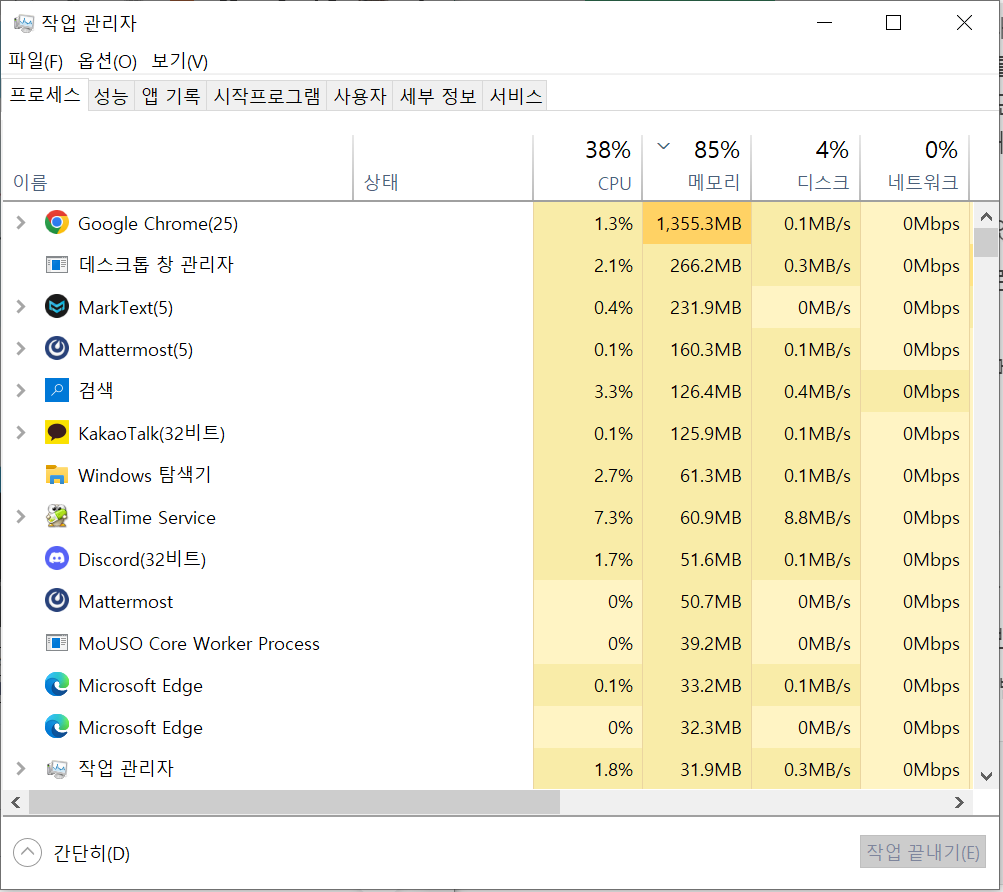 작업 관리자
파일(F) 옵션(O) 보기(V)
프로세스 성능 앱 기록 시작프로그램 사용자 세부 정보 서비스
38% 85% 4% 0%
이름 상태 CPU 메모리 디스크 네트워크
Google Chrome(25) 1.3% 1,355.3MB 0.1MB/s 0Mbps
데스크톱 창 관리자 2.1% 266.2MB 0.3MB/s 0Mbps
MarkText(5) 0.4% 231.9MB 0MB/s 0Mbps
Mattermost(5) 0.1% 160.3MB 0.1MB/s 0Mbps
검색 3.3% 126.4MB 0.4MB/s 0Mbps
KakaoTalk(32비트) 0.1% 125.9MB 0.1MB/s 0Mbps
Windows 탐색기 2.7% 61.3MB 0.1MB/s 0Mbps
RealTime Service 7.3% 60.9MB 8.8MB/s 0Mbps
Discord(32비트) 1.7% 51.6MB 0.1MB/s 0Mbps
Mattermost 0% 50.7MB 0MB/s 0Mbps
MoUSO Core Worker Process 0% 39.2MB 0MB/s 0Mbps
Microsoft Edge 0.1% 33.2MB 0.1MB/s 0Mbps
Microsoft Edge 0% 32.3MB 0MB/s 0Mbps
작업 관리자 1.8% 31.9MB 0.3MB/s 0Mbps
간단히(D) 작업 끝내기(E)